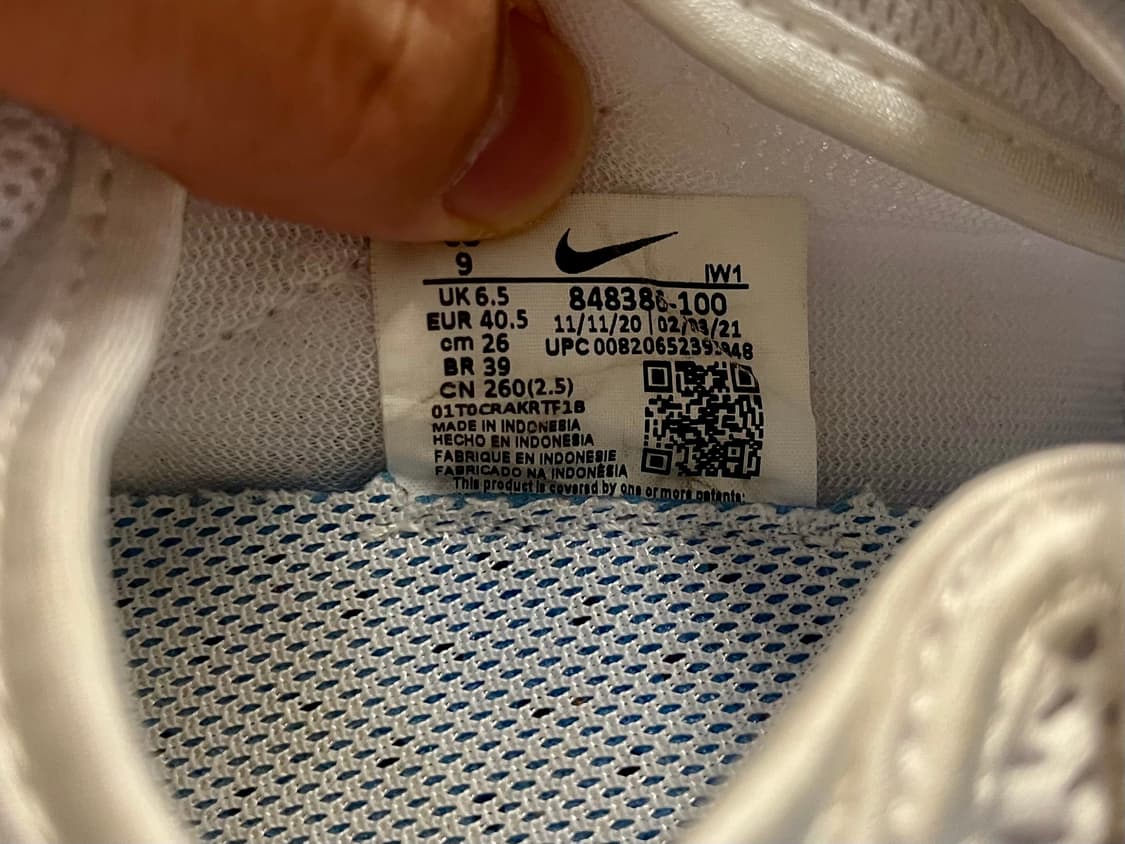 9
IW1
UK 6.5
EUR 40.5
cm 26
BR 39
CN 260(2.5)
01T0CRAKRTF1B
MADE IN INDONESIA
HECHO EN INDONESIA
FABRIQUE EN INDONESIE
FABRICADO NA INDONÉSIA
This product is covered by one or more patents:
11/11/20
UPC